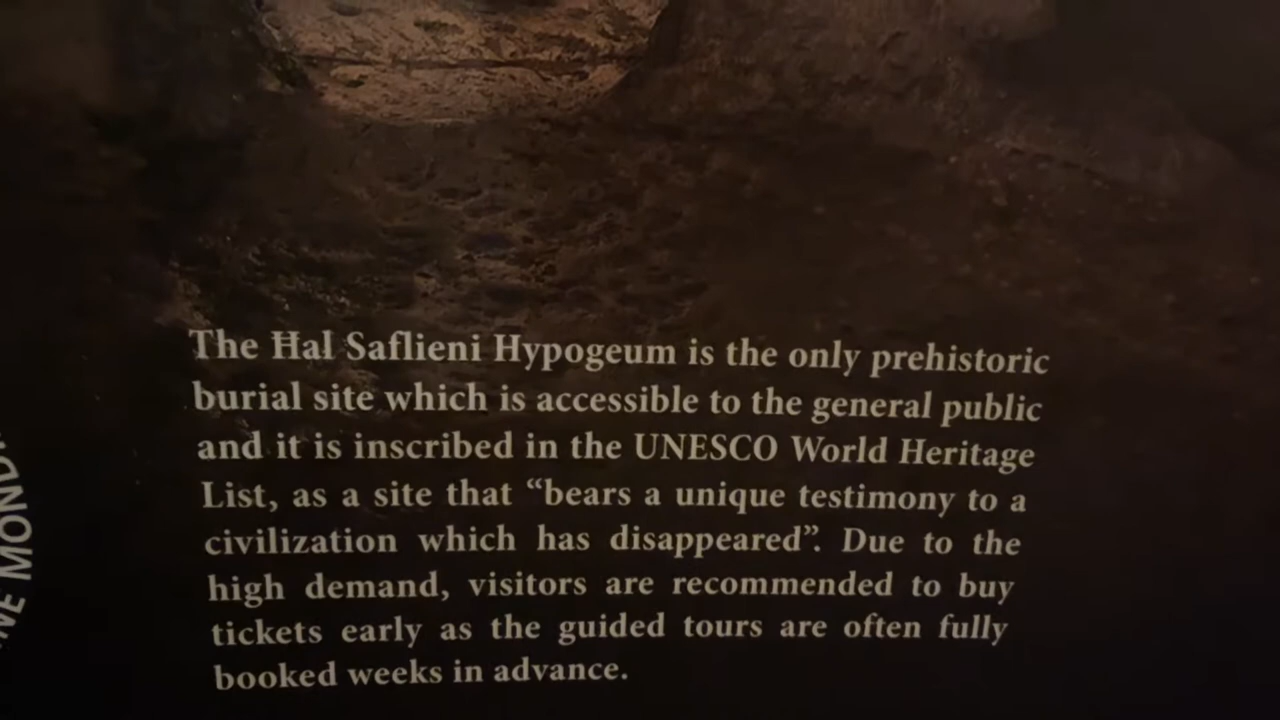 The Ħal Saflieni Hypogeum is the only prehistoric
burial site which is accessible to the general public
and it is inscribed in the UNESCO World Heritage
List, as a site that “bears a unique testimony to a
civilization which has disappeared”. Due to the
high demand, visitors are recommended to buy
tickets early as the guided tours are often fully
booked weeks in advance.